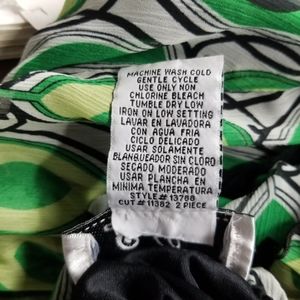 MACHINE WASH COLD
GENTLE CYCLE
USE ONLY NON
CHLORINE BLEACH
TUMBLE DRY LOW
IRON ON LOW SETTING
LAVAR EN LAVADORA
CON AGUA FRIA
CICLO DELICADO
USAR SOLAMENTE
BLANQUEADOR SIN CLORO
SECADO MODERADO
USAR PLANCHA EN
MINIMA TEMPERATURA
STYLE# 13788
CUT# 11382 2 PIECE